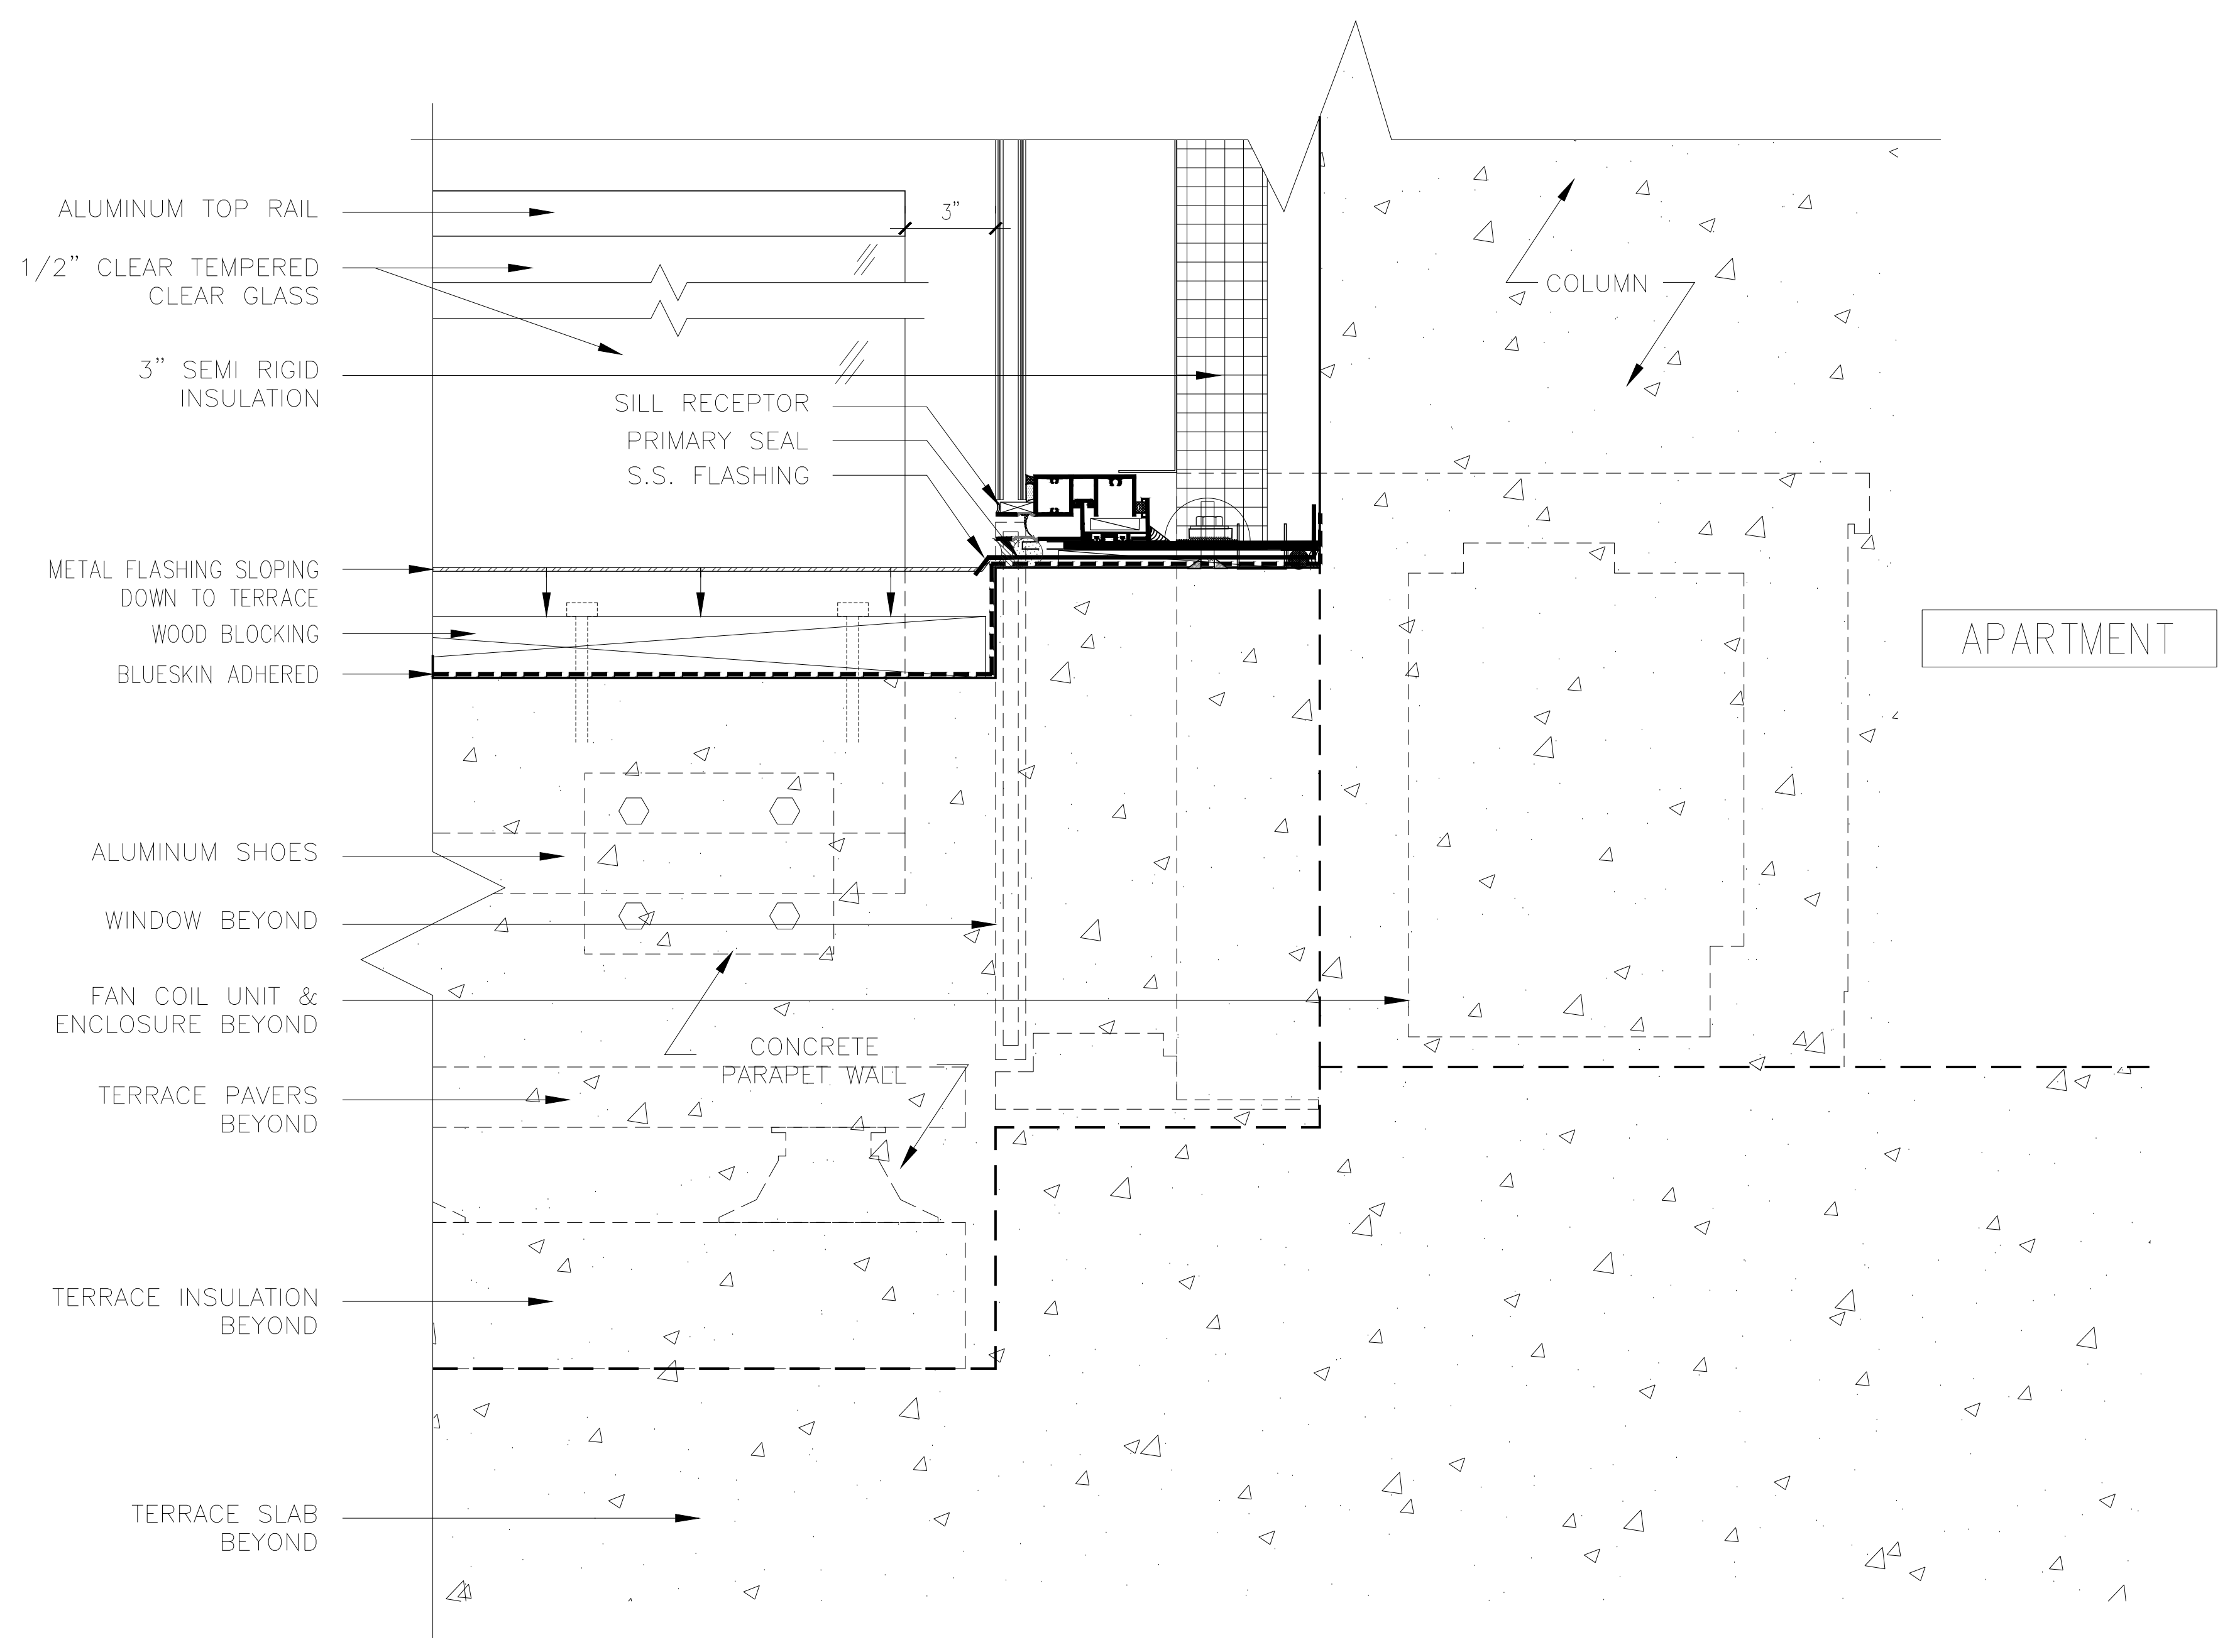 ALUMINUM TOP RAIL
3"
1/2" CLEAR TEMPERED
CLEAR GLASS
COLUMN
3" SEMI RIGID
INSULATION
SILL RECEPTOR
PRIMARY SEAL
S.S. FLASHING
METAL FLASHING SLOPING
DOWN TO TERRACE
WOOD BLOCKING
BLUESKIN ADHERED
APARTMENT
ALUMINUM SHOES
WINDOW BEYOND
FAN COIL UNIT &
ENCLOSURE BEYOND
CONCRETE
PARAPET WALL
TERRACE PAVERS
BEYOND
TERRACE INSULATION
BEYOND
TERRACE SLAB
BEYOND